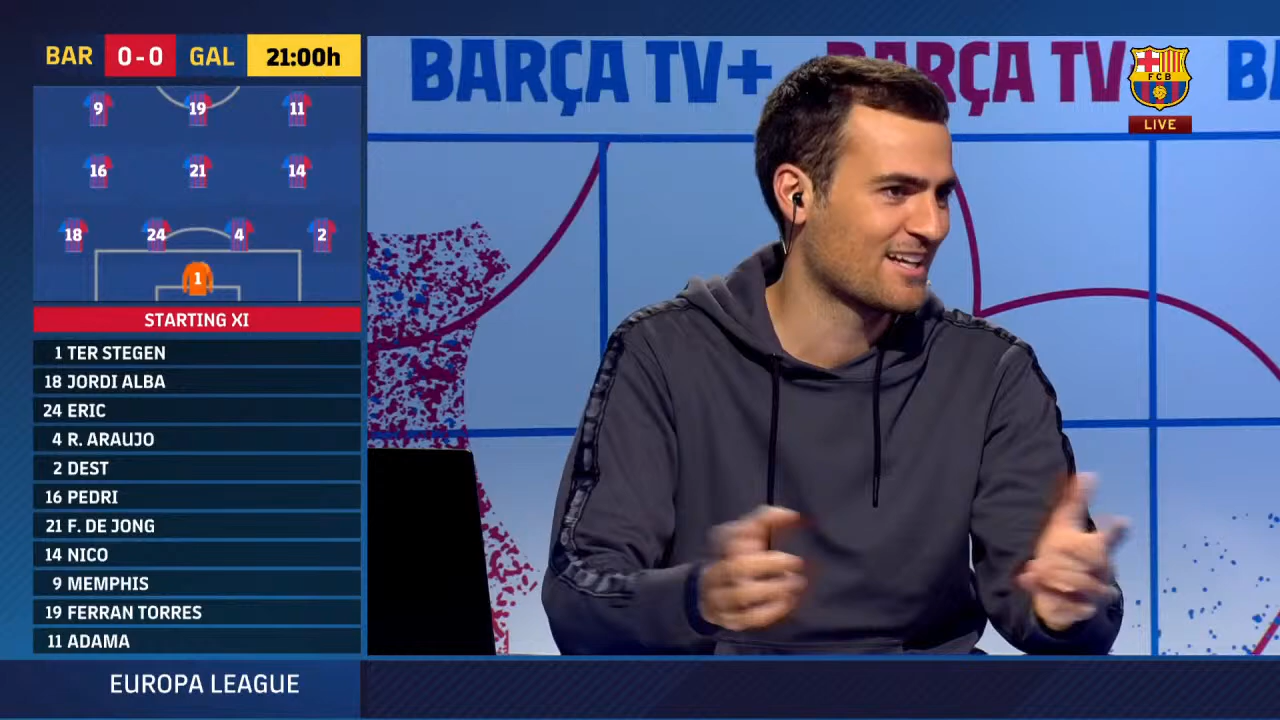 BAR 0-0 GAL 21:00h
9 19 11
16 21 14
18 24 4 2
1
STARTING XI
1 TER STEGEN
18 JORDI ALBA
24 ERIC
4 R. ARAUJO
2 DEST
16 PEDRI
21 F. DE JONG
14 NICO
9 MEMPHIS
19 FERRAN TORRES
11 ADAMA
EUROPA LEAGUE
BARÇA TV+ BARÇA TV B
FCB
LIVE